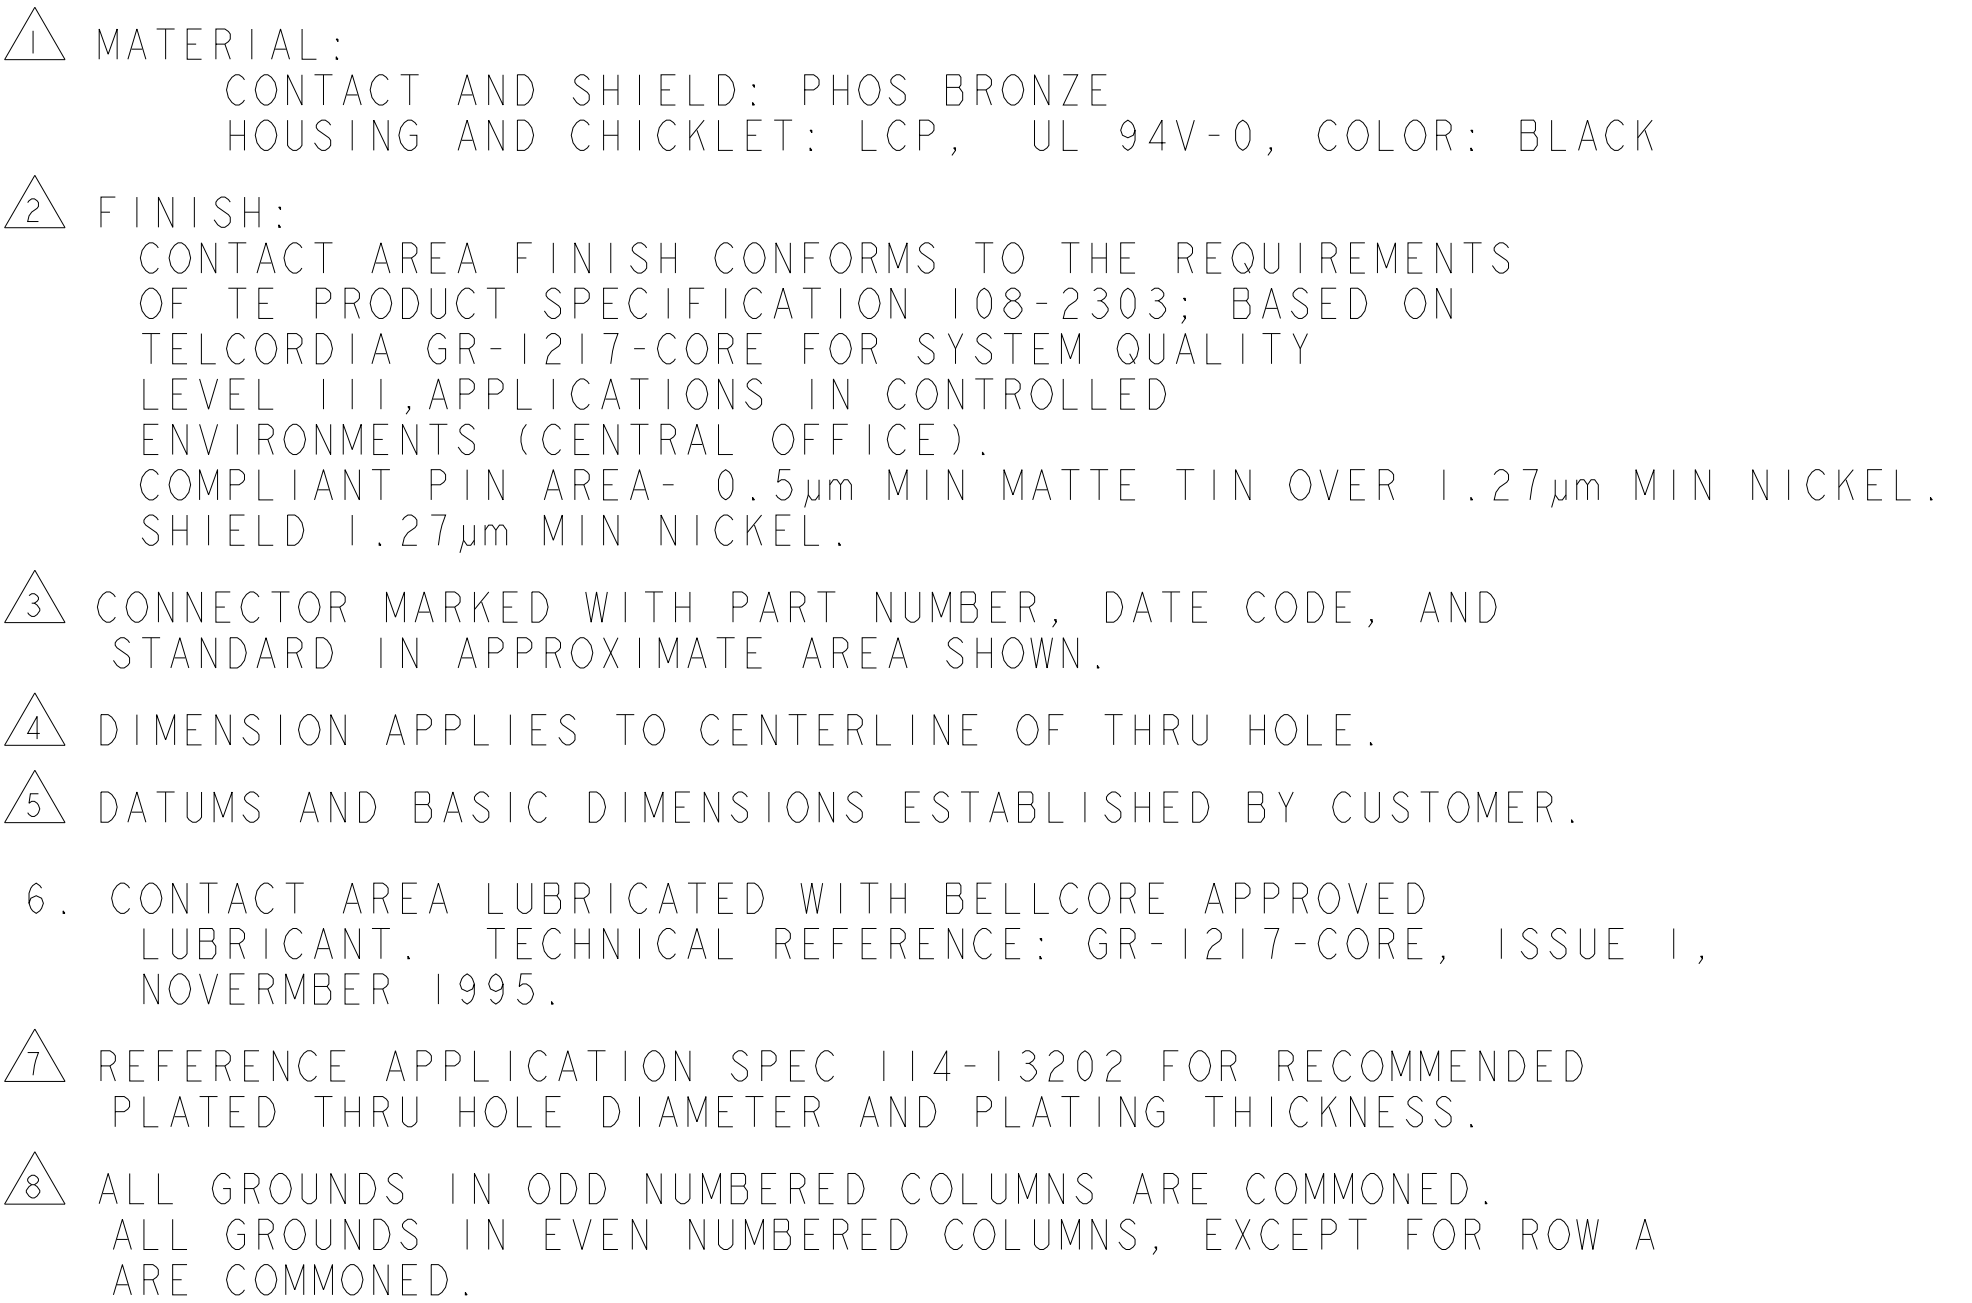 1 MATERIAL:
CONTACT AND SHIELD: PHOS BRONZE
HOUSING AND CHICKLET: LCP, UL 94V-0, COLOR: BLACK
2 FINISH:
CONTACT AREA FINISH CONFORMS TO THE REQUIREMENTS
OF TE PRODUCT SPECIFICATION 108-2303; BASED ON
TELCORDIA GR-1217-CORE FOR SYSTEM QUALITY
LEVEL III,APPLICATIONS IN CONTROLLED
ENVIRONMENTS (CENTRAL OFFICE).
COMPLIANT PIN AREA- 0.5µm MIN MATTE TIN OVER 1.27µm MIN NICKEL.
SHIELD 1.27µm MIN NICKEL.
3 CONNECTOR MARKED WITH PART NUMBER, DATE CODE, AND
STANDARD IN APPROXIMATE AREA SHOWN.
4 DIMENSION APPLIES TO CENTERLINE OF THRU HOLE.
5 DATUMS AND BASIC DIMENSIONS ESTABLISHED BY CUSTOMER.
6. CONTACT AREA LUBRICATED WITH BELLCORE APPROVED
LUBRICANT. TECHNICAL REFERENCE: GR-1217-CORE, ISSUE 1,
NOVERMBER 1995.
7 REFERENCE APPLICATION SPEC 114-13202 FOR RECOMMENDED
PLATED THRU HOLE DIAMETER AND PLATING THICKNESS.
8 ALL GROUNDS IN ODD NUMBERED COLUMNS ARE COMMONED.
ALL GROUNDS IN EVEN NUMBERED COLUMNS, EXCEPT FOR ROW A
ARE COMMONED.